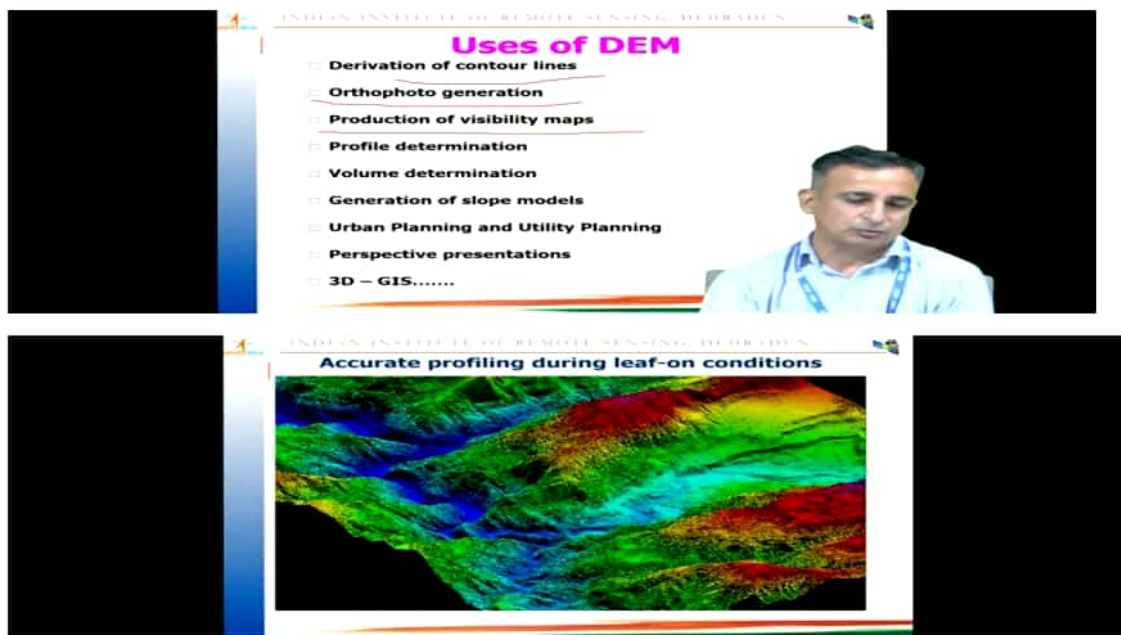 INDIAN INSTITUTE OF REMOTE SENSING, DEHRADUN
Uses of DEM
Derivation of contour lines
Orthophoto generation
Production of visibility maps
Profile determination
Volume determination
Generation of slope models
Urban Planning and Utility Planning
Perspective presentations
3D – GIS.......
INDIAN INSTITUTE OF REMOTE SENSING, DEHRADUN
Accurate profiling during leaf-on conditions